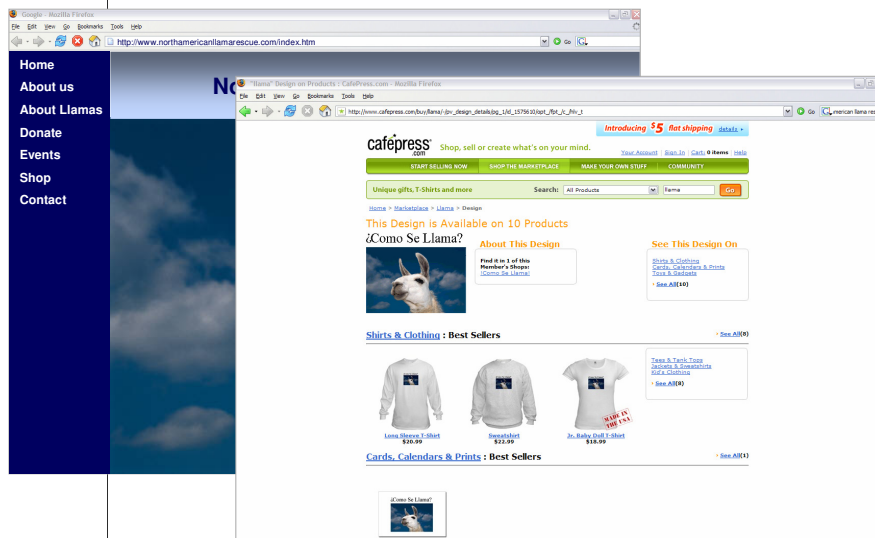 Google - Mozilla Firefox
File Edit View Go Bookmarks Tools Help
http://www.northamericanllamarescue.com/index.htm Go
Home
About us
About Llamas
Donate
Events
Shop
Contact
"llama" Design on Products : CafePress.com - Mozilla Firefox
File Edit View Go Bookmarks Tools Help
Go merican llama res
Introducing $5 flat shipping details
cafepress .com Shop, sell or create what's on your mind.
Your Account | Sign In | Cart: 0 items | Help
START SELLING NOW SHOP THE MARKETPLACE MAKE YOUR OWN STUFF COMMUNITY
Unique gifts, T-Shirts and more Search: All Products llama Go
Home > Marketplace > Llama > Design
This Design is Available on 10 Products
¿Como Se Llama?
About This Design
Find it in 1 of this
Member's Shops:
!Como Se Llama!
See This Design On
Shirts & Clothing
Cards, Calendars & Prints
Toys & Gadgets
See All(10)
Shirts & Clothing : Best Sellers See All(8)
Long Sleeve T-Shirt
$20.99
Sweatshirt
$22.99
MADE IN
THE USA
Jr. Baby Doll T-Shirt
$18.99
Tees & Tank Tops
Jackets & Sweatshirts
Kid's Clothing
See All(8)
Cards, Calendars & Prints : Best Sellers See All(1)
¿Como Se Llama?